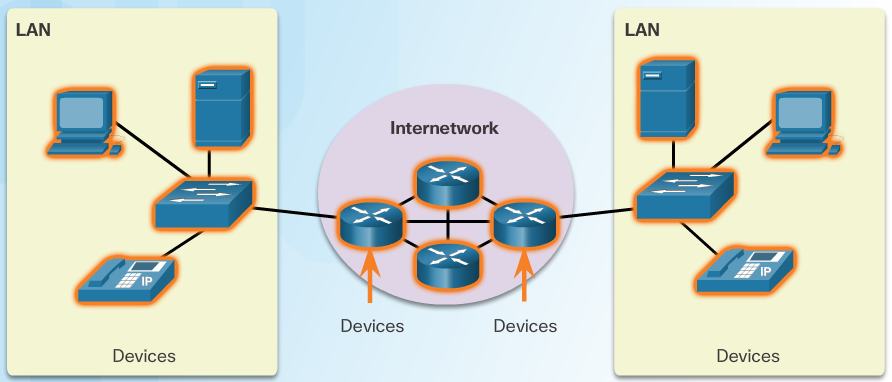 LAN
LAN
Internetwork
IP
IP
Devices
Devices
Devices
Devices